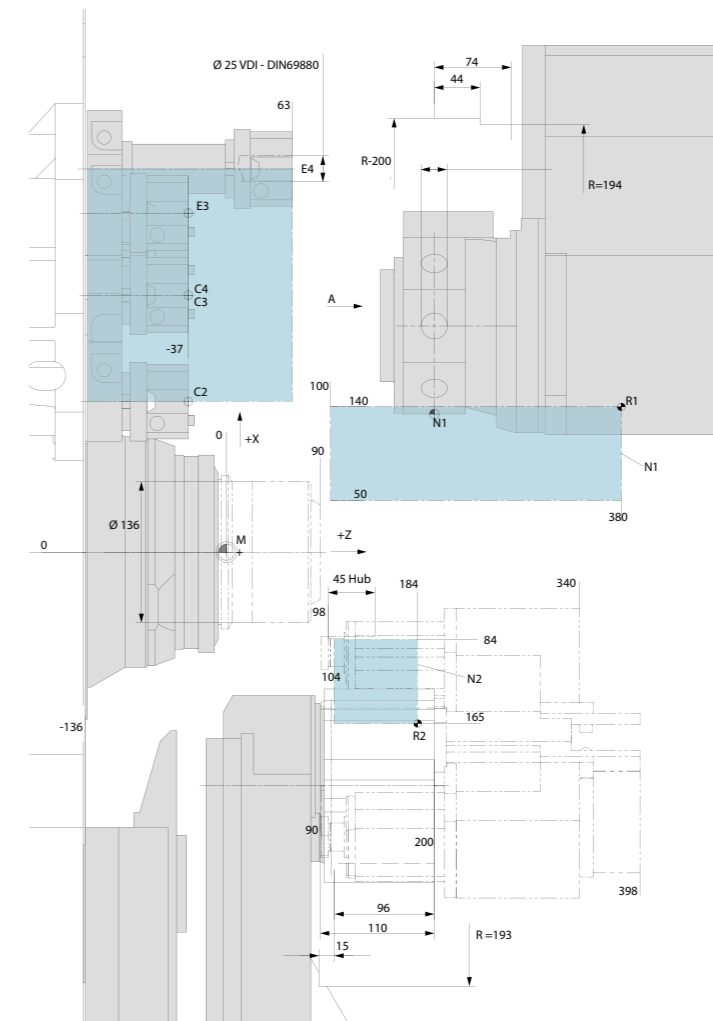 74
Ø 25 VDI - DIN69880
44
63
R-200
E4
R=194
E3
C4
C3
A
-37
C2
100
140
R1
N1
0
+X
90
N1
50
380
Ø 136
M
+Z
0
45 Hub
184
340
98
84
104
N2
-136
165
R2
90
200
398
96
110
15
R =193